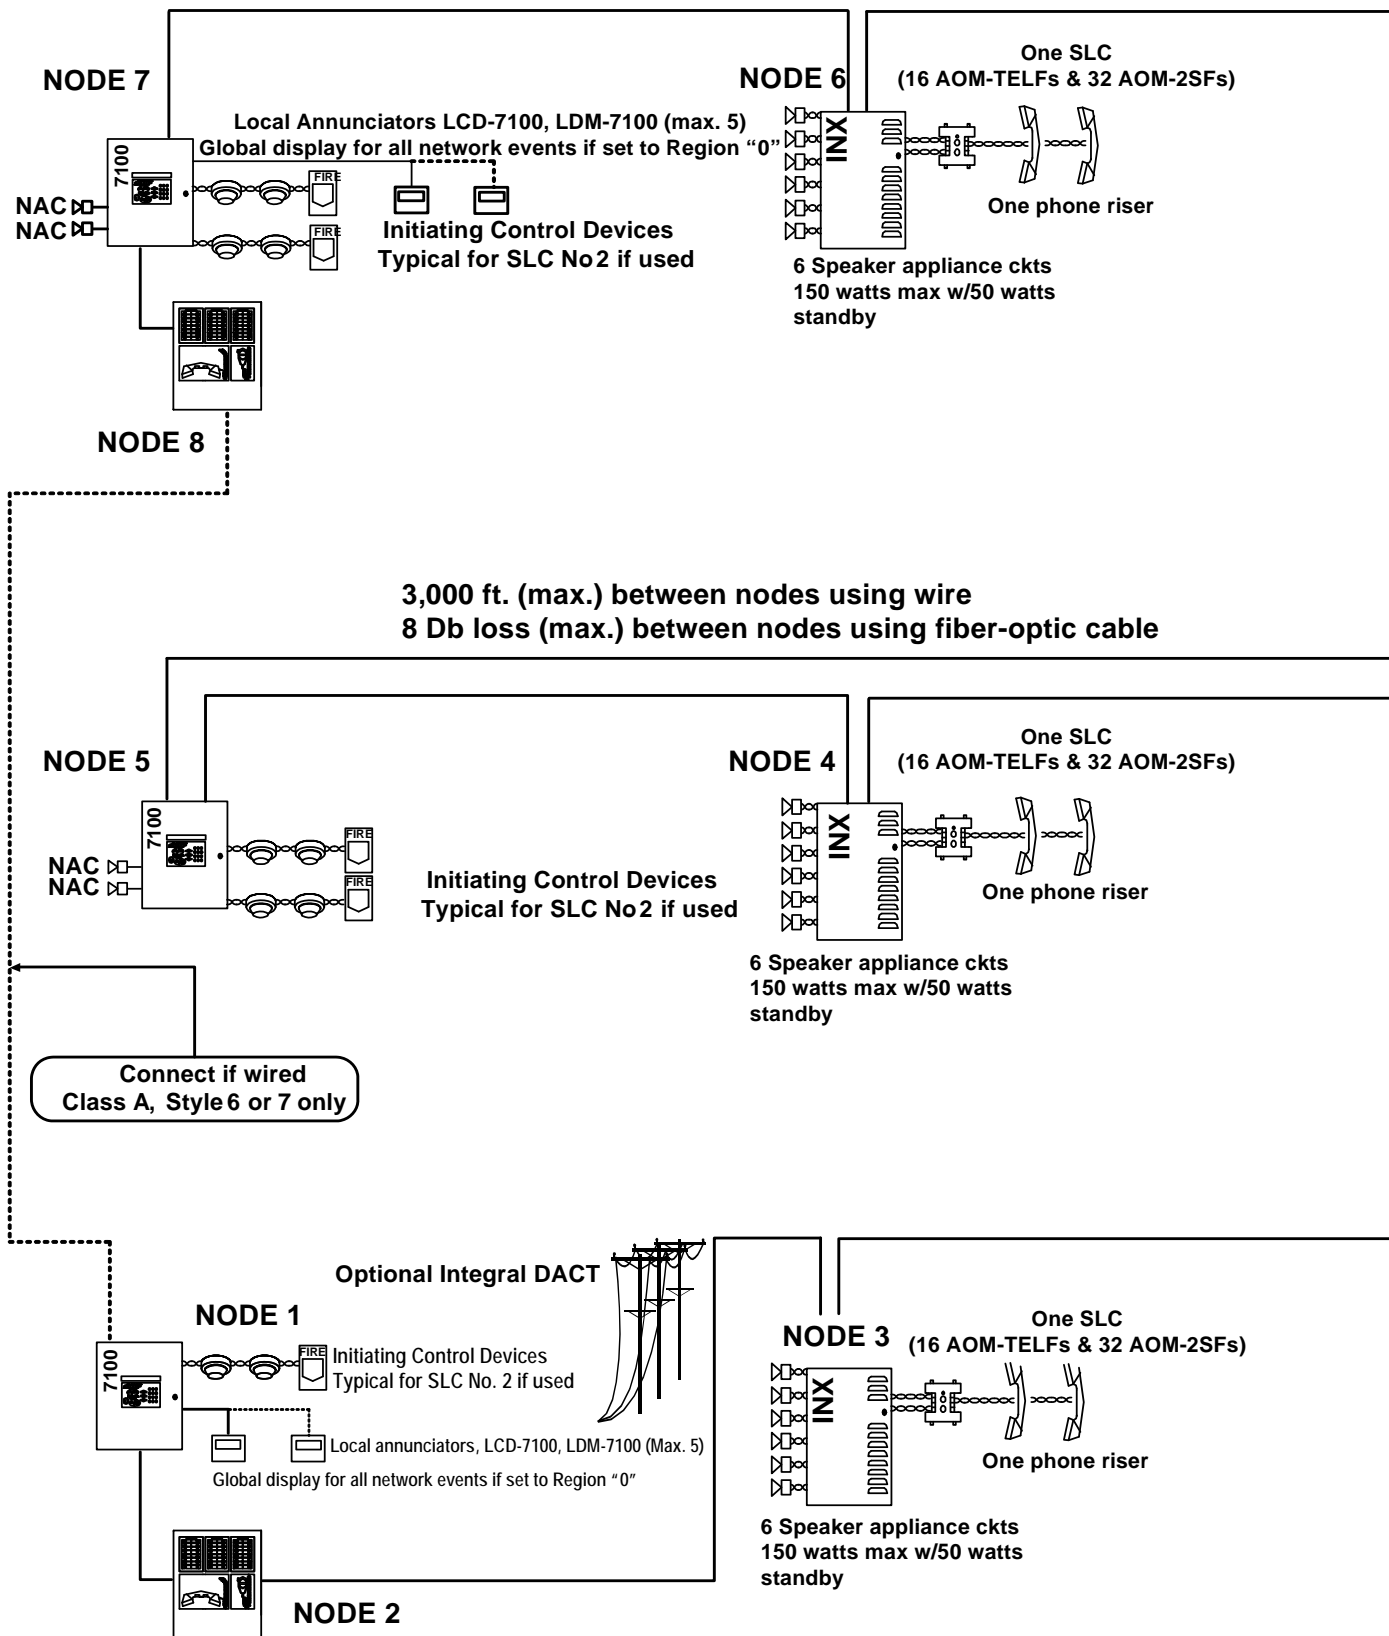 NODE 7
NODE 6
One SLC
(16 AOM-TELFs & 32 AOM-2SFs)
Local Annunciators LCD-7100, LDM-7100 (max. 5)
Global display for all network events if set to Region “0”
7100
INX
FIRE
NAC
NAC
FIRE
Initiating Control Devices
Typical for SLC No 2 if used
One phone riser
6 Speaker appliance ckts
150 watts max w/50 watts
standby
NODE 8
3,000 ft. (max.) between nodes using wire
8 Db loss (max.) between nodes using fiber-optic cable
NODE 5
NODE 4
One SLC
(16 AOM-TELFs & 32 AOM-2SFs)
7100
INX
FIRE
NAC
NAC
FIRE
Initiating Control Devices
Typical for SLC No 2 if used
One phone riser
6 Speaker appliance ckts
150 watts max w/50 watts
standby
Connect if wired
Class A, Style 6 or 7 only
Optional Integral DACT
NODE 1
NODE 3
One SLC
(16 AOM-TELFs & 32 AOM-2SFs)
7100
FIRE
Initiating Control Devices
Typical for SLC No. 2 if used
INX
Local annunciators, LCD-7100, LDM-7100 (Max. 5)
Global display for all network events if set to Region “0”
One phone riser
6 Speaker appliance ckts
150 watts max w/50 watts
standby
NODE 2